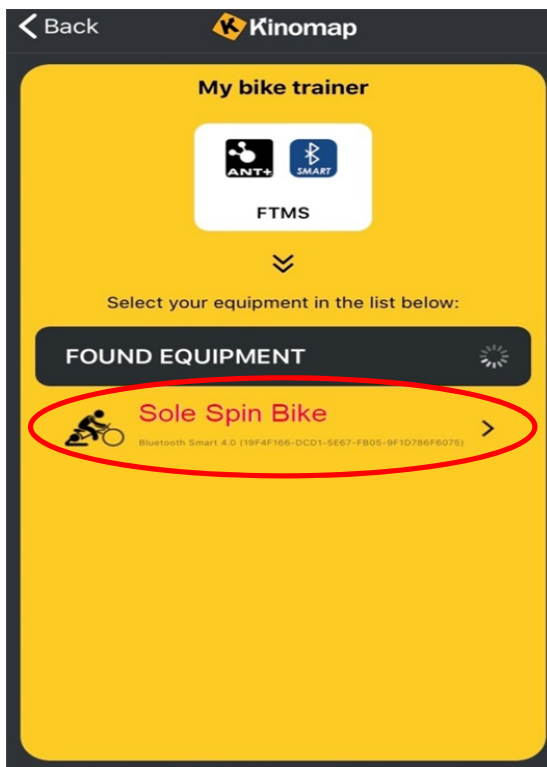 Back
Kinomap
My bike trainer
ANT+
SMART
FTMS
Select your equipment in the list below:
FOUND EQUIPMENT
Sole Spin Bike
Bluetooth Smart 4.0 (19F4F166-DCD1-5E67-FB05-9F1D786F6075)